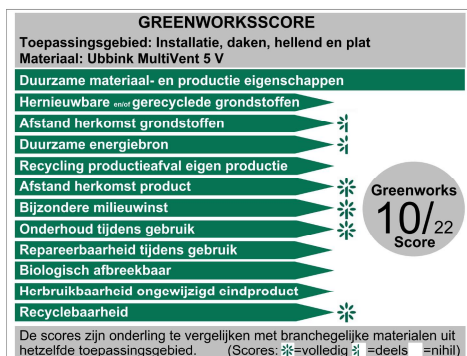 GREENWORKSSCORE
Toepassingsgebied: Installatie, daken, hellend en plat
Materiaal: Ubbink MultiVent 5 V
Duurzame materiaal- en productie eigenschappen
Hernieuwbare en/of gerecyclede grondstoffen
Afstand herkomst grondstoffen
Duurzame energiebron
Recycling productieafval eigen productie
Afstand herkomst product
Bijzondere milieuwinst
Onderhoud tijdens gebruik
Repareerbaarheid tijdens gebruik
Biologisch afbreekbaar
Herbruikbaarheid ongewijzigd eindproduct
Recyclebaarheid
Greenworks
10/22
Score
De scores zijn onderling te vergelijken met branchegelijke materialen uit
hetzelfde toepassingsgebied. (Scores: =volledig =deels =nihil)